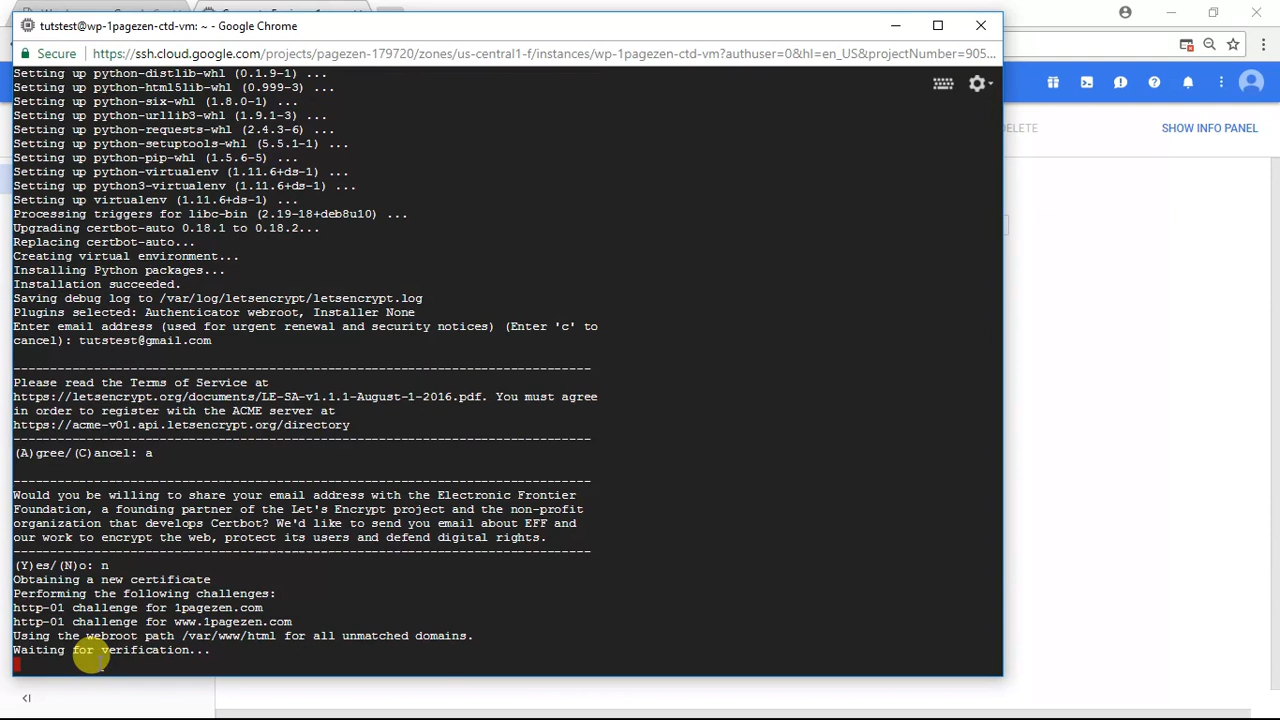 tutstest@wp-1pagezen-ctd-vm: ~ - Google Chrome
Secure
https://ssh.cloud.google.com/projects/pagezen-179720/zones/us-central1-f/instances/wp-1pagezen-ctd-vm?authuser=0&hl=en_US&projectNumber=905...
Setting up python-distlib-whl (0.1.9-1) ...
Setting up python-html5lib-whl (0.999-3) ...
Setting up python-six-whl (1.8.0-1) ...
Setting up python-urllib3-whl (1.9.1-3) ...
Setting up python-requests-whl (2.4.3-6) ...
Setting up python-setuptools-whl (5.5.1-1) ...
Setting up python-pip-whl (1.5.6-5) ...
Setting up python-virtualenv (1.11.6+ds-1) ...
Setting up python3-virtualenv (1.11.6+ds-1) ...
Setting up virtualenv (1.11.6+ds-1) ...
Processing triggers for libc-bin (2.19-18+deb8u10) ...
Upgrading certbot-auto 0.18.1 to 0.18.2...
Replacing certbot-auto...
Creating virtual environment...
Installing Python packages...
Installation succeeded.
Saving debug log to /var/log/letsencrypt/letsencrypt.log
Plugins selected: Authenticator webroot, Installer None
Enter email address (used for urgent renewal and security notices) (Enter 'c' to
cancel): tutstest@gmail.com
-------------------------------------------------------------------------------
Please read the Terms of Service at
https://letsencrypt.org/documents/LE-SA-v1.1.1-August-1-2016.pdf. You must agree
in order to register with the ACME server at
https://acme-v01.api.letsencrypt.org/directory
-------------------------------------------------------------------------------
(A)gree/(C)ancel: a
-------------------------------------------------------------------------------
Would you be willing to share your email address with the Electronic Frontier
Foundation, a founding partner of the Let's Encrypt project and the non-profit
organization that develops Certbot? We'd like to send you email about EFF and
our work to encrypt the web, protect its users and defend digital rights.
-------------------------------------------------------------------------------
(Y)es/(N)o: n
Obtaining a new certificate
Performing the following challenges:
http-01 challenge for 1pagezen.com
http-01 challenge for www.1pagezen.com
Using the webroot path /var/www/html for all unmatched domains.
Waiting for verification...
SHOW INFO PANEL